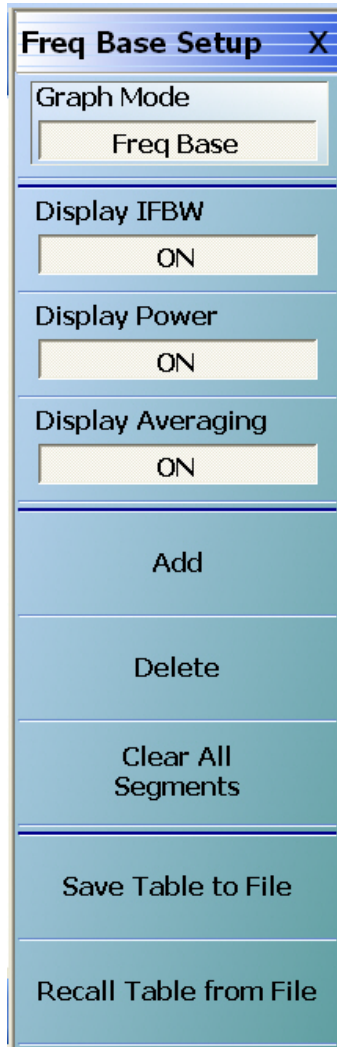 Freq Base Setup X
Graph Mode
Freq Base
Display IFBW
ON
Display Power
ON
Display Averaging
ON
Add
Delete
Clear All
Segments
Save Table to File
Recall Table from File